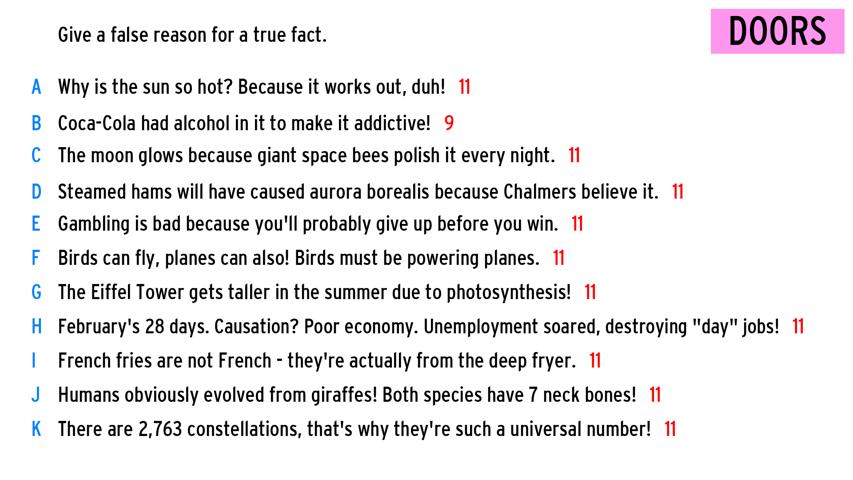 Give a false reason for a true fact.
DOORS
A Why is the sun so hot? Because it works out, duh! 11
B Coca-Cola had alcohol in it to make it addictive! 9
C The moon glows because giant space bees polish it every night. 11
D Steamed hams will have caused aurora borealis because Chalmers believe it. 11
E Gambling is bad because you'll probably give up before you win. 11
F Birds can fly, planes can also! Birds must be powering planes. 11
G The Eiffel Tower gets taller in the summer due to photosynthesis! 11
H February's 28 days. Causation? Poor economy. Unemployment soared, destroying "day" jobs! 11
I French fries are not French - they're actually from the deep fryer. 11
J Humans obviously evolved from giraffes! Both species have 7 neck bones! 11
K There are 2,763 constellations, that's why they're such a universal number! 11